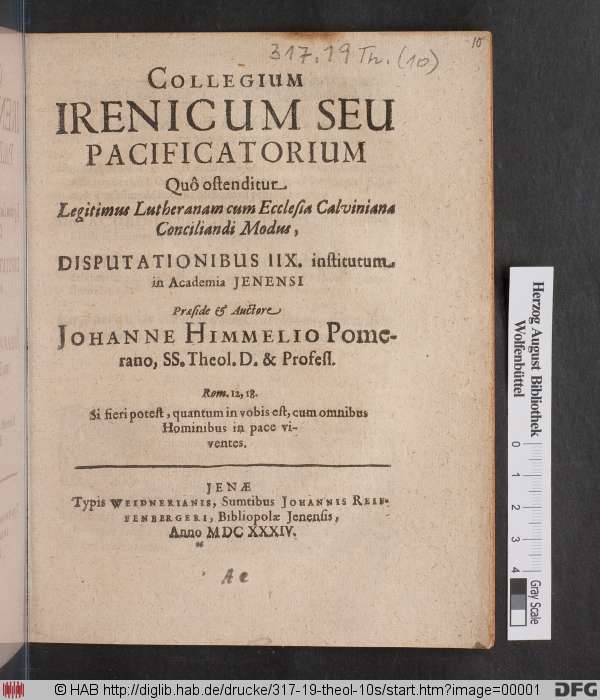 317.19 Th. (10)
10
COLLEGIUM
IRENICUM SEU
PACIFICATORIUM
Quô ostenditur
Legitimus Lutheranam cum Ecclesia Calviniana
Conciliandi Modus,
DISPUTATIONIBUS IIX. institutum
in Academia JENENSI
Præside & Auctore
JOHANNE HIMMELIO Pome-
rano, SS. Theol. D. & Profess.
Rom. 12, 18.
Si fieri potest, quantum in vobis est, cum omnibus
Hominibus in pace vi-
ventes.
JENÆ
Typis WEIDNERIANIS, Sumtibus JOHANNIS REIF-
FENBERGERI, Bibliopolæ Jenensis,
Anno MDC XXXIV.
A e
Herzog August Bibliothek
Wolfenbüttel
0
1
2
3
4
Gray Scale
© HAB http://diglib.hab.de/drucke/317-19-theol-10s/start.htm?image=00001
DFG